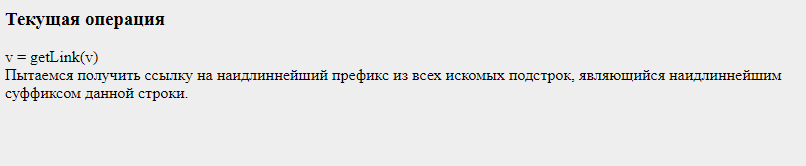 Текущая операция
v = getLink(v)
Пытаемся получить ссылку на наидлиннейший префикс из всех искомых подстрок, являющийся наидлиннейшим
суффиксом данной строки.